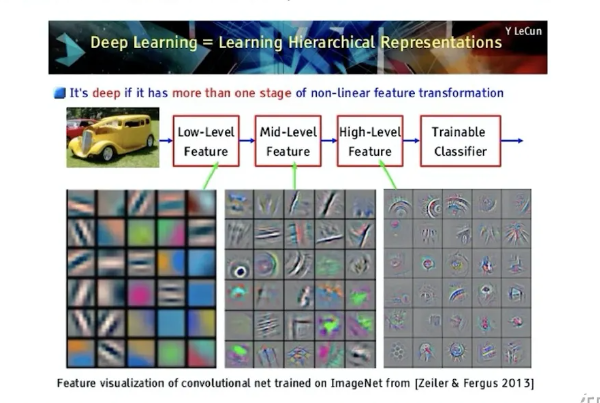 Y LeCun
Deep Learning = Learning Hierarchical Representations
It's deep if it has more than one stage of non-linear feature transformation
Low-Level
Feature
Mid-Level
Feature
High-Level
Feature
Trainable
Classifier
Feature visualization of convolutional net trained on ImageNet from [Zeiler & Fergus 2013]